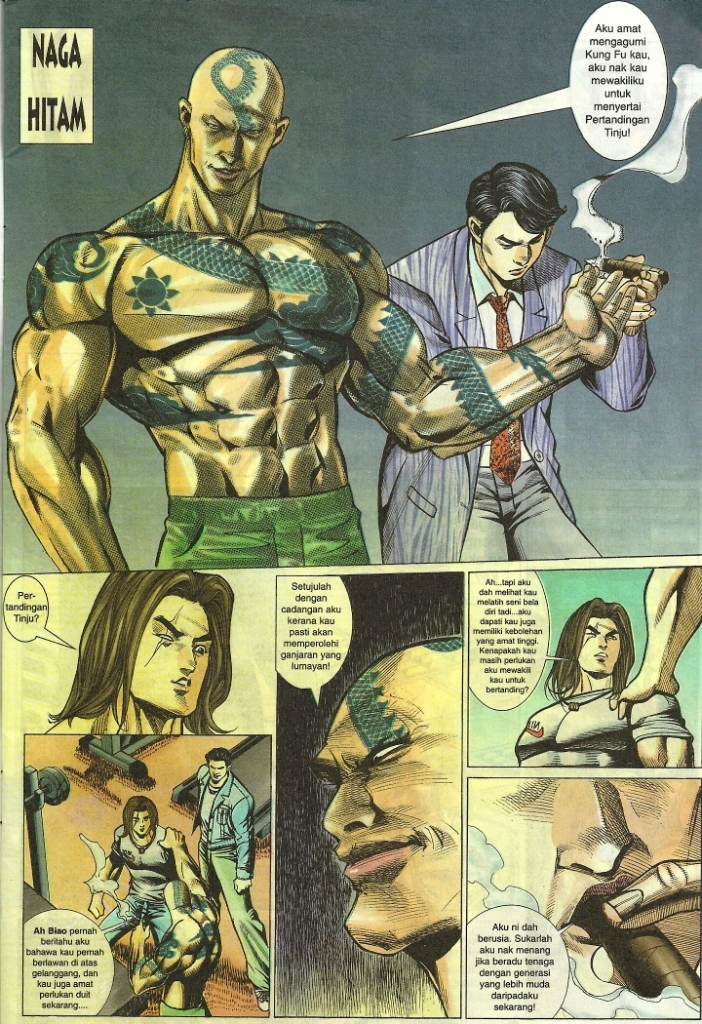 NAGA
HITAM
Aku amat
mengagumi
Kung Fu kau,
aku nak kau
mewakiliku
untuk
menyertai
Pertandingan
Tinju!
Per-
tandingan
Tinju?
Ah Biao pernah
beritahu aku
bahawa kau pernah
berlawan di atas
gelanggang, dan
kau juga amat
perlukan duit
sekarang....
Setujulah
dengan
cadangan aku
kerana kau
pasti akan
memperolehi
ganjaran yang
lumayan!
Ah...tapi aku
dah melihat kau
melatih seni bela
diri tadi...aku
dapati kau juga
memiliki kebolehan
yang amat tinggi.
Kenapakah kau
masih perlukan
aku mewakili
kau untuk
bertanding?
Aku ni dah
berusia. Sukarlah
aku nak menang
jika beradu tenaga
dengan generasi
yang lebih muda
daripadaku
sekarang!